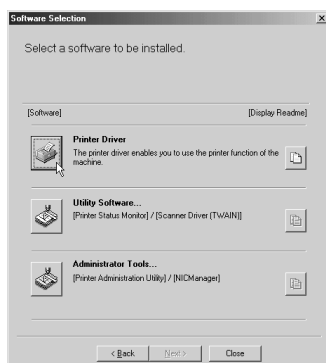 Software Selection
Select a software to be installed.
[Software] [Display Readme]
Printer Driver
The printer driver enables you to use the printer function of the
machine.
Utility Software...
[Printer Status Monitor] / [Scanner Driver (TWAIN)]
Administrator Tools...
[Printer Administration Utility] / [NICManager]
< Back Next > Close